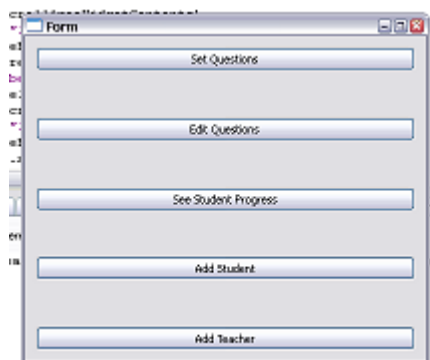 Form
Set Questions
Edit Questions
See Student Progress
Add Student
Add Teacher